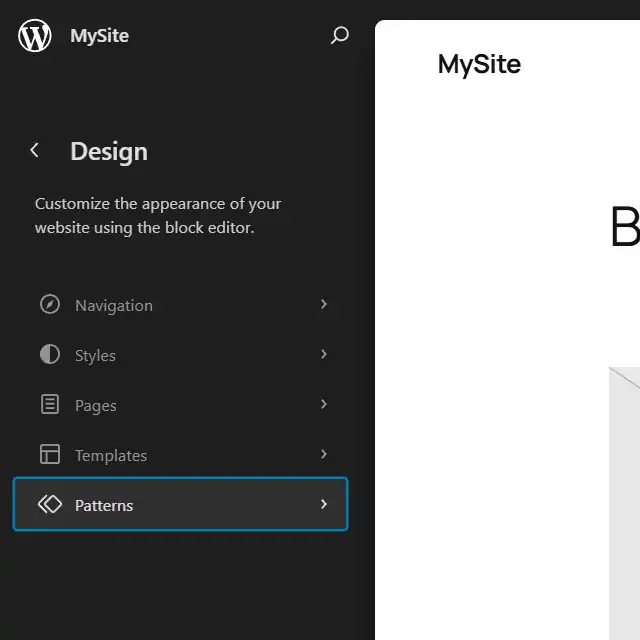 MySite
Design
Customize the appearance of your
website using the block editor.
Navigation
Styles
Pages
Templates
Patterns
MySite
B